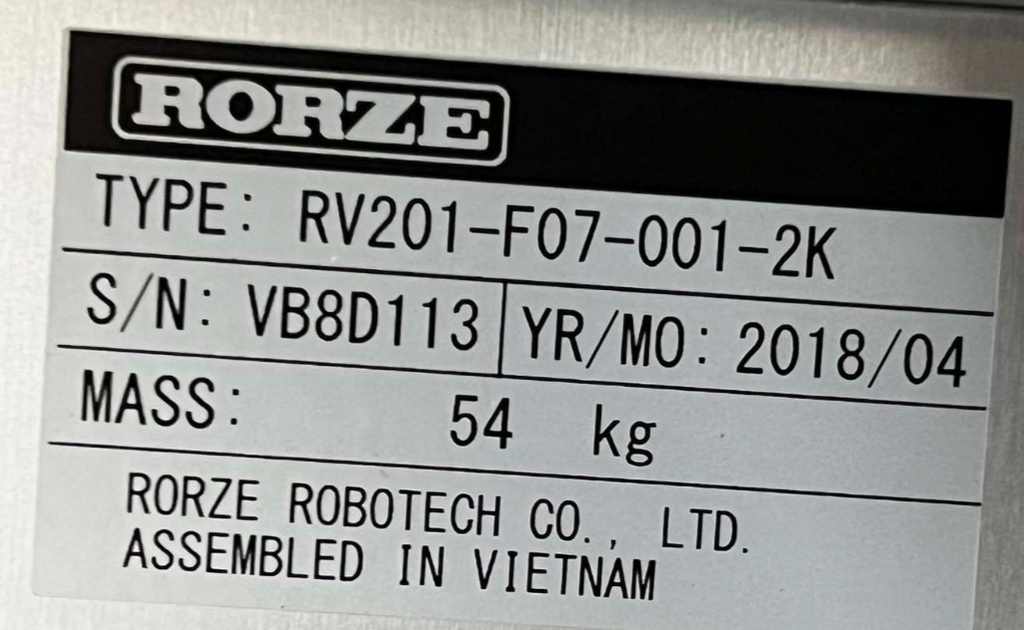 RORZE
TYPE: RV201-F07-001-2K
S/N: VB8D113 YR/MO: 2018/04
MASS: 54 kg
RORZE ROBOTECH CO., LTD.
ASSEMBLED IN VIETNAM